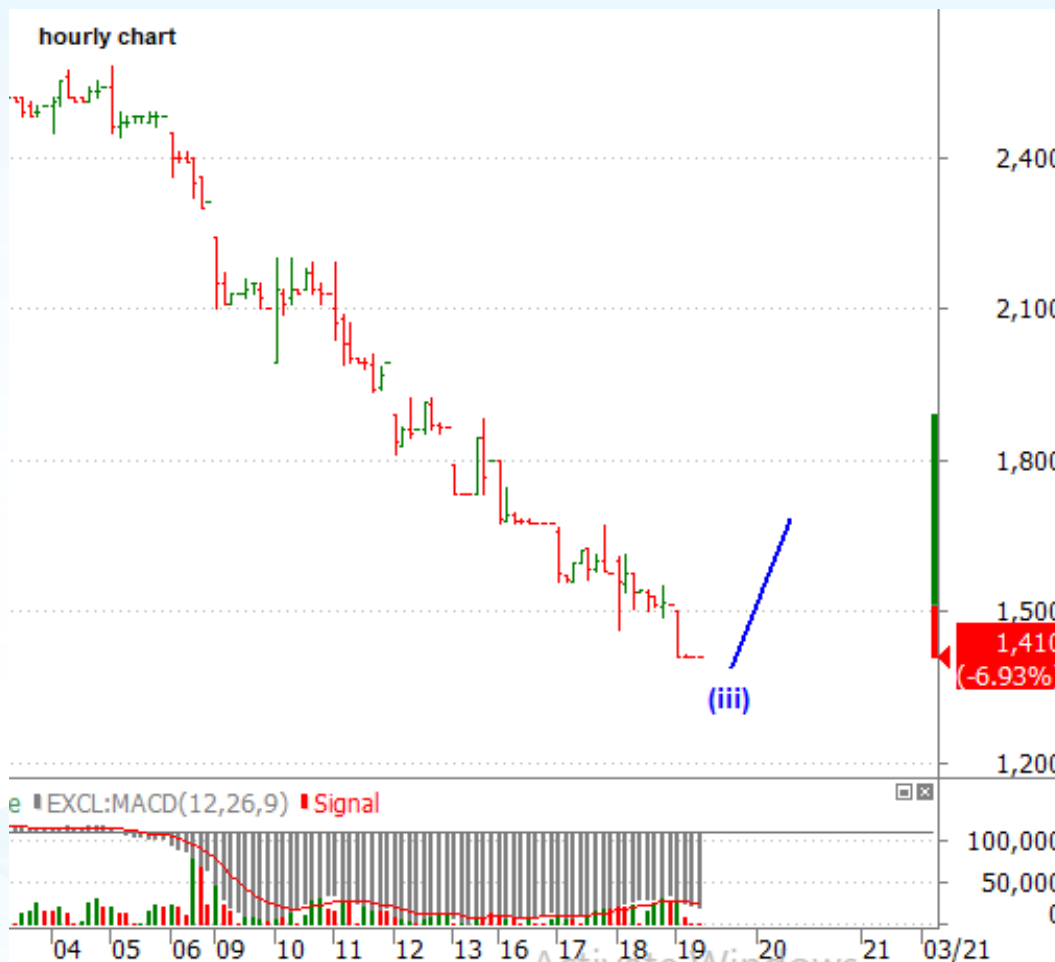 hourly chart
2,400
2,100
1,800
1,500
1,410
(-6.93%
(iii)
1,200
e EXCL:MACD(12,26,9) Signal
100,000
50,000
0
04 05 06 09 10 11 12 13 16 17 18 19 20 21 03/21
Activate Windows